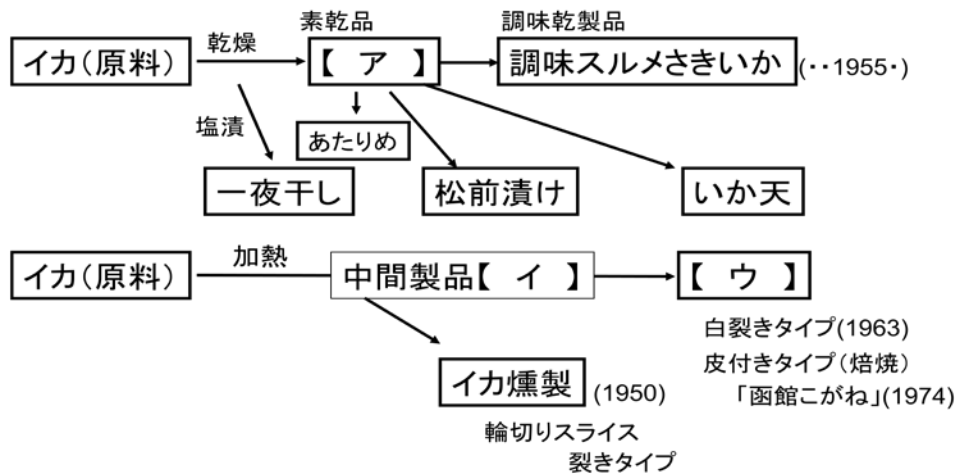 素乾品
調味乾製品
イカ(原料)
乾燥
【 ア 】
調味スルメさきいか
(・・1955・)
塩漬
あたりめ
一夜干し
松前漬け
いか天
イカ(原料)
加熱
中間製品【 イ 】
【 ウ 】
白裂きタイプ(1963)
皮付きタイプ(焙焼)
「函館こがね」(1974)
イカ燻製
(1950)
輪切りスライス
裂きタイプ